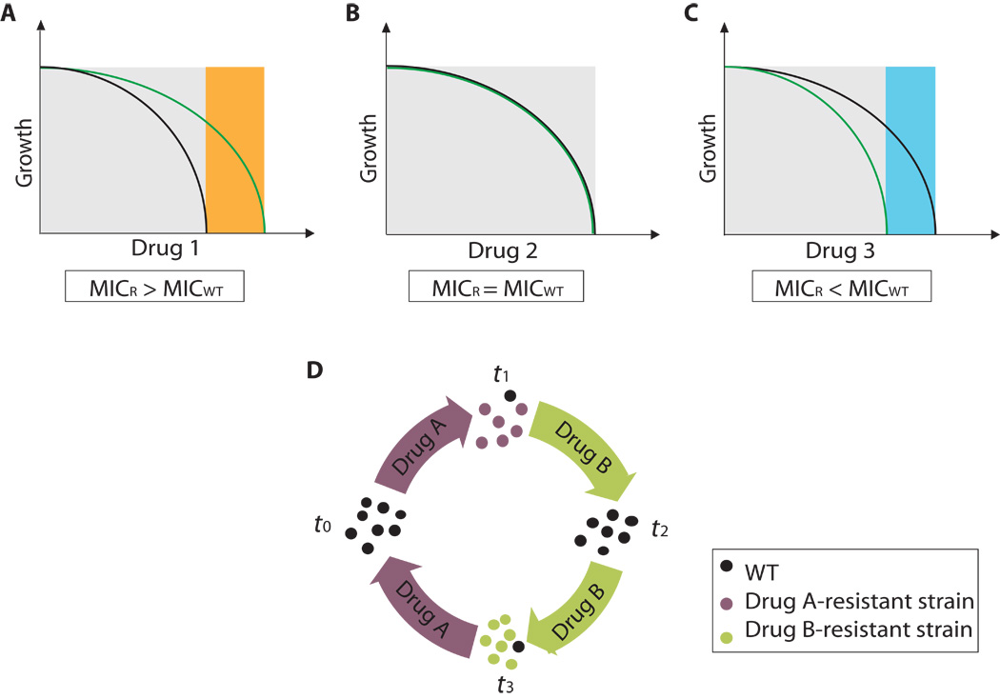 A
Growth
Drug 1
MICR > MICWT
B
Growth
Drug 2
MICR = MICWT
C
Growth
Drug 3
MICR < MICWT
D
t1
Drug A
Drug B
t0
t2
Drug A
Drug B
t3
WT
Drug A-resistant strain
Drug B-resistant strain